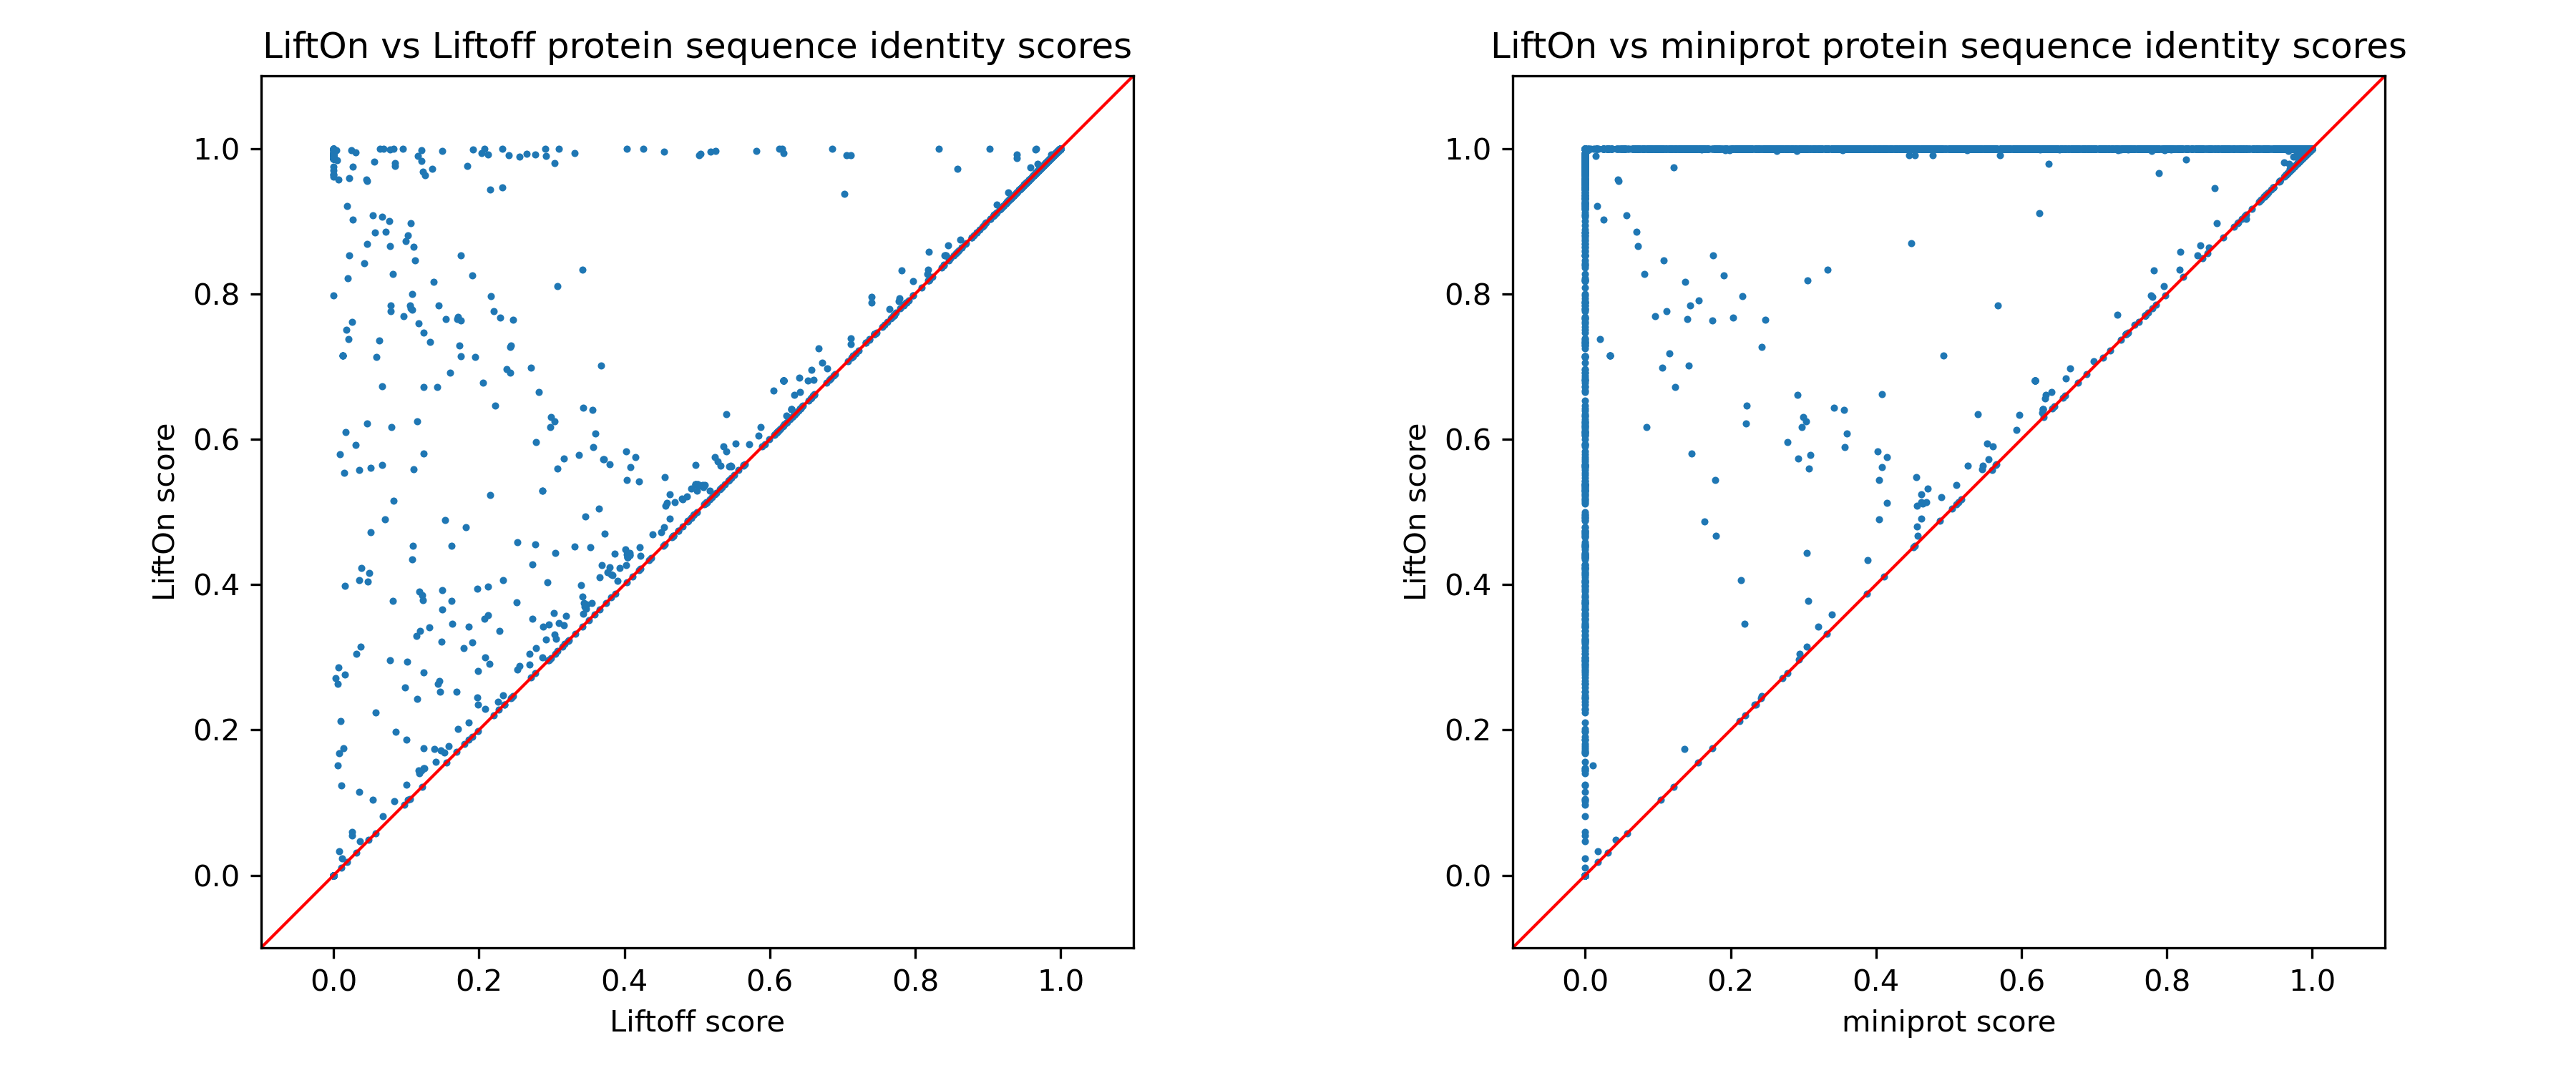 LiftOn vs Liftoff protein sequence identity scores
1.0
0.8
0.6
0.4
0.2
0.0
LiftOn score
0.0 0.2 0.4 0.6 0.8 1.0
Liftoff score
LiftOn vs miniprot protein sequence identity scores
1.0
0.8
0.6
0.4
0.2
0.0
LiftOn score
0.0 0.2 0.4 0.6 0.8 1.0
miniprot score